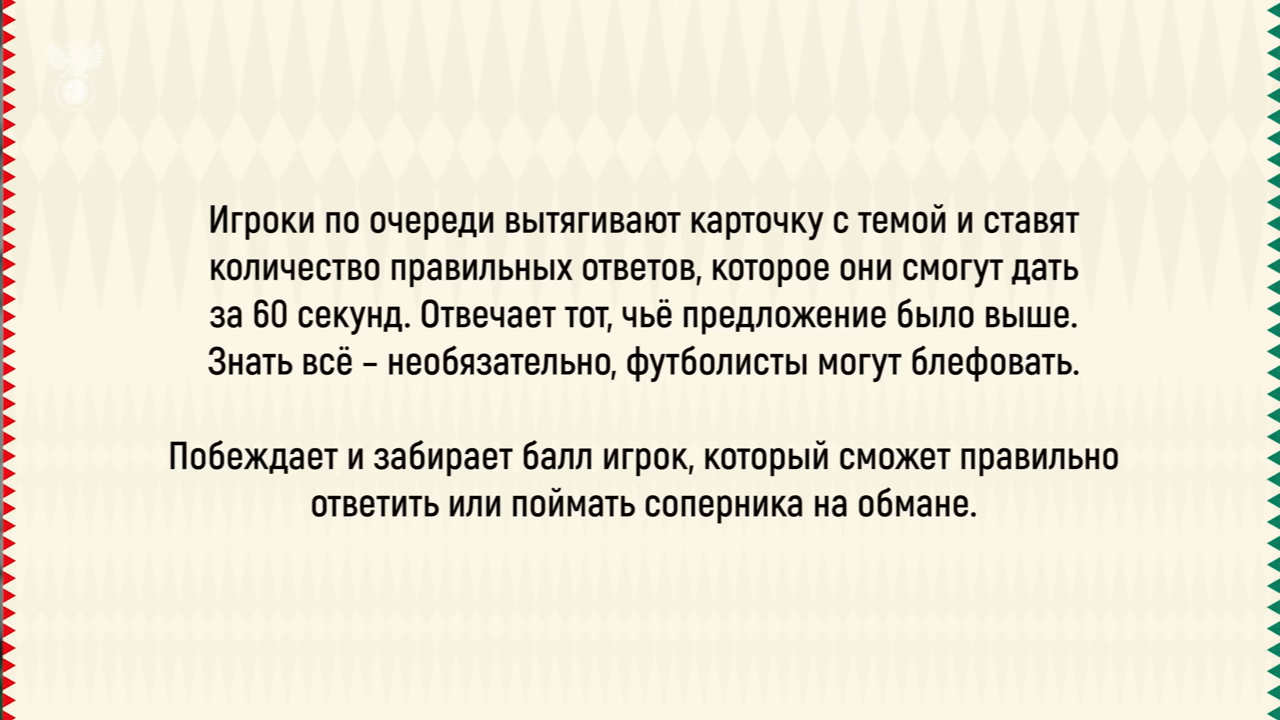 Игроки по очереди вытягивают карточку с темой и ставят
количество правильных ответов, которое они смогут дать
за 60 секунд. Отвечает тот, чьё предложение было выше.
Знать всё – необязательно, футболисты могут блефовать.
Побеждает и забирает балл игрок, который сможет правильно
ответить или поймать соперника на обмане.